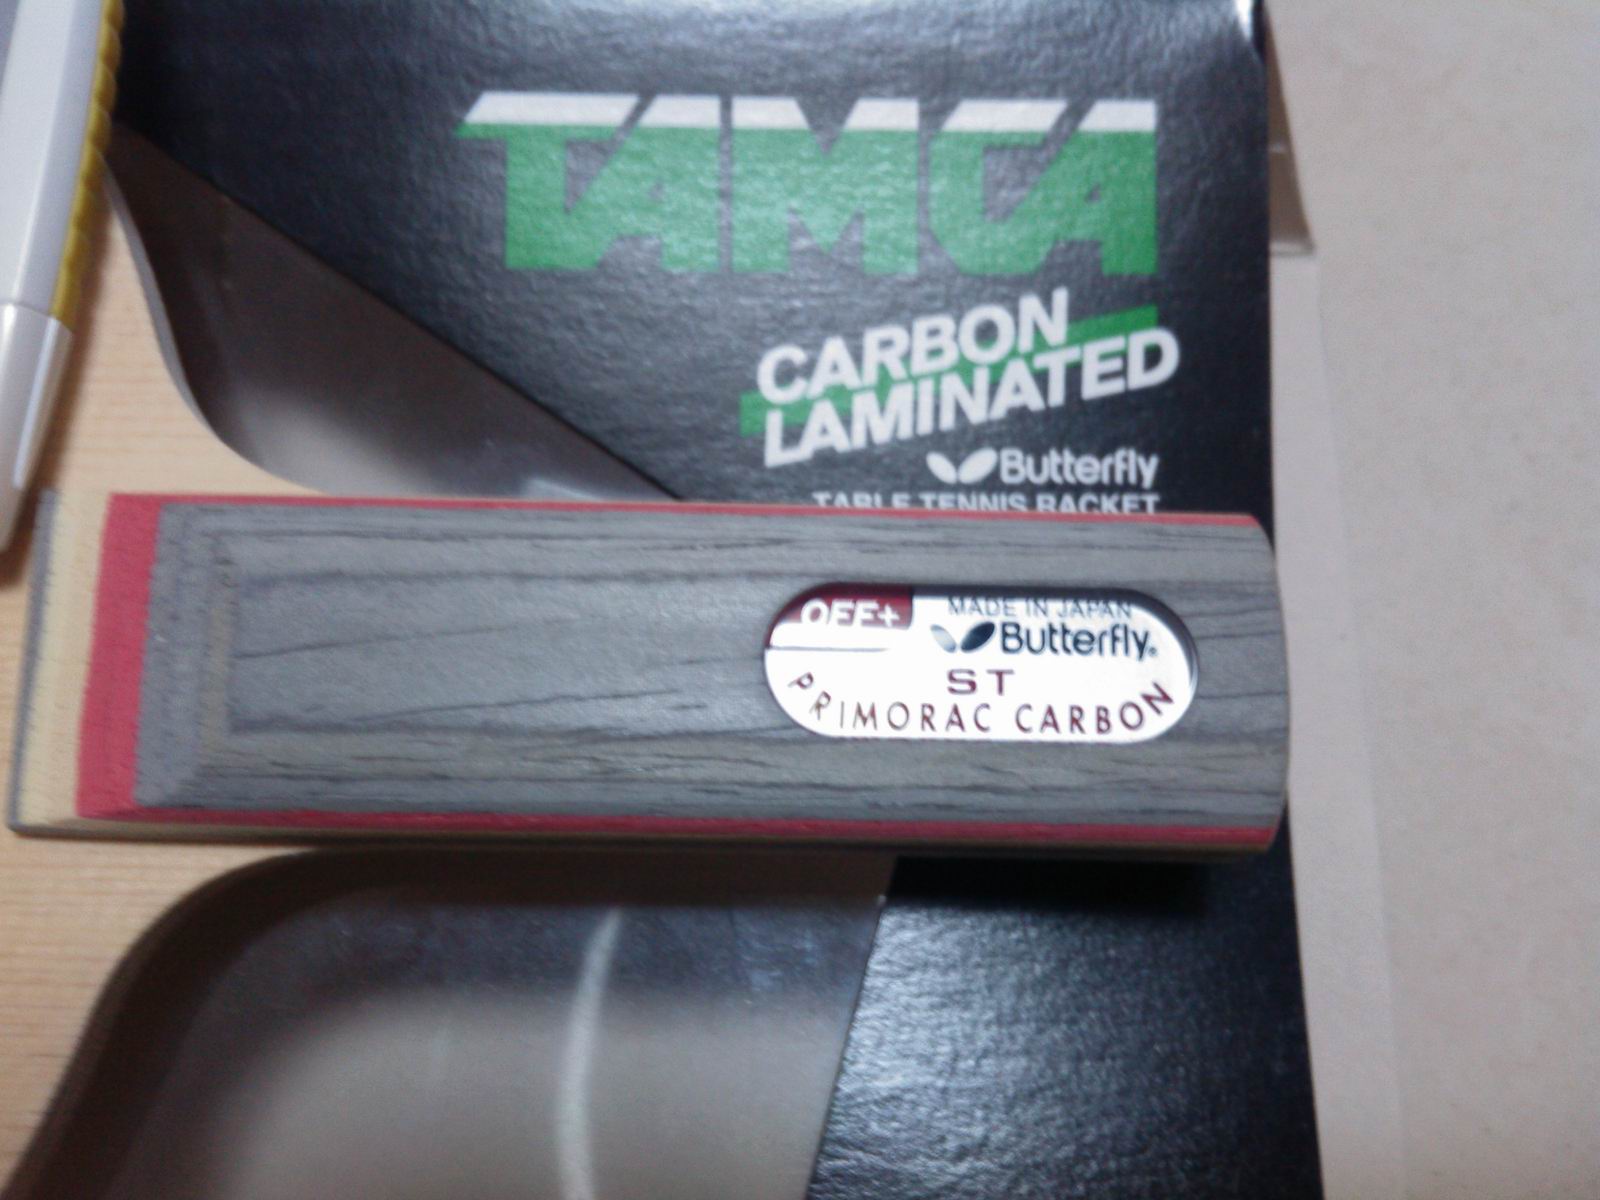 TAMCA
CARBON
LAMINATED
Butterfly
TABLE TENNIS RACKET
OFF+
MADE IN JAPAN
Butterfly®
ST
PRIMORAC CARBON